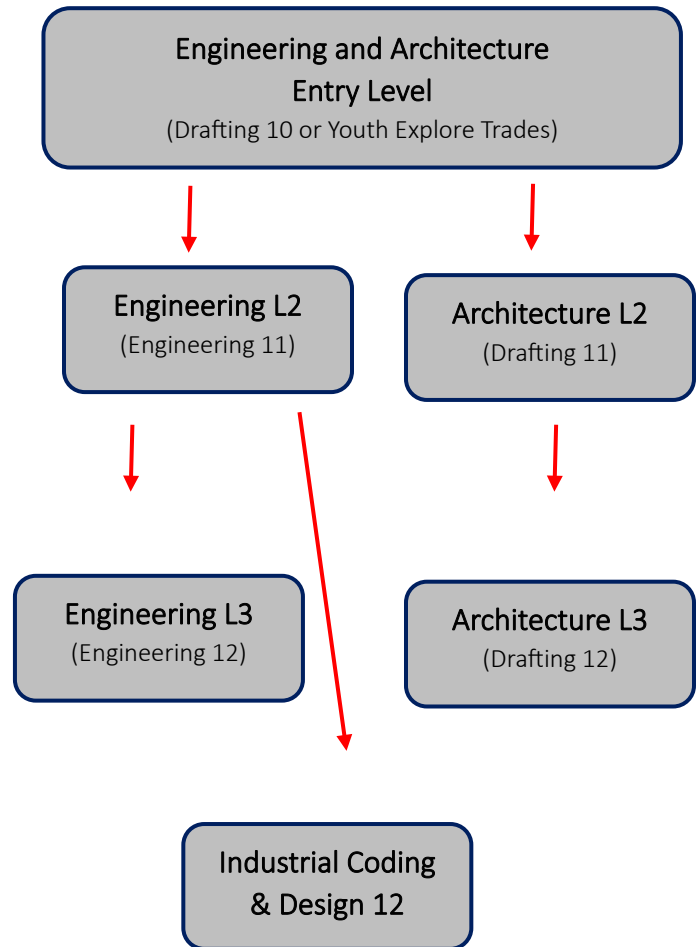 Engineering and Architecture
Entry Level
(Drafting 10 or Youth Explore Trades)
Engineering L2
(Engineering 11)
Architecture L2
(Drafting 11)
Engineering L3
(Engineering 12)
Architecture L3
(Drafting 12)
Industrial Coding
& Design 12